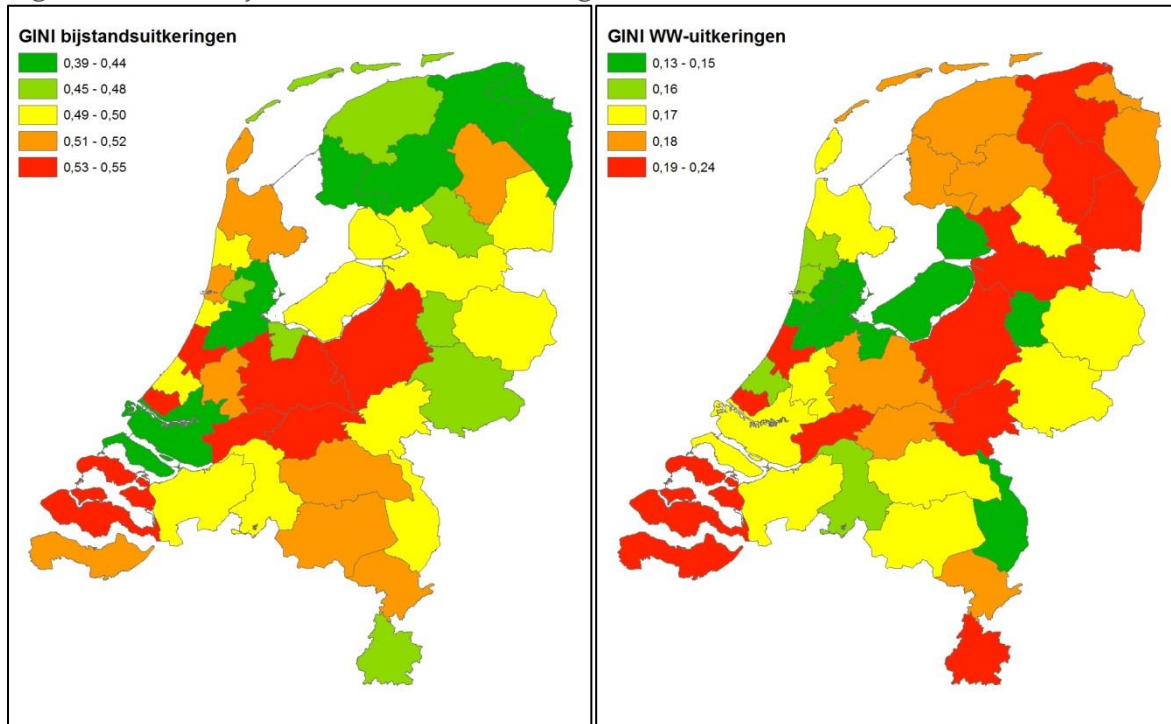 GINI bijstandsuitkeringen
0,39 - 0,44
0,45 - 0,48
0,49 - 0,50
0,51 - 0,52
0,53 - 0,55
GINI WW-uitkeringen
0,13 - 0,15
0,16
0,17
0,18
0,19 - 0,24